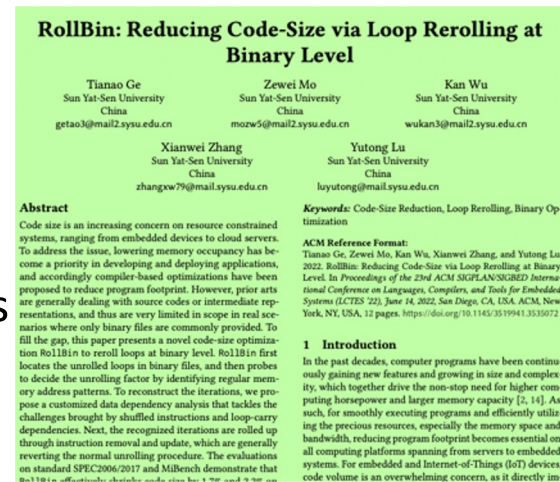 RollBin: Reducing Code-Size via Loop Rerolling at
Binary Level
Tianao Ge
Sun Yat-Sen University
China
getao3@mail2.sysu.edu.cn
Zewei Mo
Sun Yat-Sen University
China
mozw5@mail2.sysu.edu.cn
Kan Wu
Sun Yat-Sen University
China
wukan3@mail2.sysu.edu.cn
Xianwei Zhang
Sun Yat-Sen University
China
zhangxw79@mail.sysu.edu.cn
Yutong Lu
Sun Yat-Sen University
China
luyutong@mail.sysu.edu.cn
s
Abstract
Code size is an increasing concern on resource constrained
systems, ranging from embedded devices to cloud servers.
To address the issue, lowering memory occupancy has be-
come a priority in developing and deploying applications,
and accordingly compiler-based optimizations have been
proposed to reduce program footprint. However, prior arts
are generally dealing with source codes or intermediate rep-
resentations, and thus are very limited in scope in real sce-
narios where only binary files are commonly provided. To
fill the gap, this paper presents a novel code-size optimiza-
tion RollBin to reroll loops at binary level. RollBin first
locates the unrolled loops in binary files, and then probes
to decide the unrolling factor by identifying regular mem-
ory address patterns. To reconstruct the iterations, we pro-
pose a customized data dependency analysis that tackles the
challenges brought by shuffled instructions and loop-carry
dependencies. Next, the recognized iterations are rolled up
through instruction removal and update, which are generally
reverting the normal unrolling procedure. The evaluations
on standard SPEC2006/2017 and MiBench demonstrate that
Keywords: Code-Size Reduction, Loop Rerolling, Binary Op-
timization
ACM Reference Format:
Tianao Ge, Zewei Mo, Kan Wu, Xianwei Zhang, and Yutong Lu
2022. RollBin: Reducing Code-Size via Loop Rerolling at Binary
Level. In Proceedings of the 23rd ACM SIGPLAN/SIGBED Interna-
tional Conference on Languages, Compilers, and Tools for Embedded
Systems (LCTES '22), June 14, 2022, San Diego, CA, USA. ACM, New
York, NY, USA, 12 pages. https://doi.org/10.1145/3519941.3535072
1 Introduction
In the past decades, computer programs have been continu-
ously gaining new features and growing in size and complex-
ity, which together drive the non-stop need for higher com-
puting horsepower and larger memory capacity [2, 14]. As
such, for smoothly executing programs and efficiently utiliz-
ing the precious resources, especially the memory space and
bandwidth, reducing program footprint becomes essential on
all computing platforms spanning from servers to embedded
systems. For embedded and Internet-of-Things (IoT) devices
code volume is an overwhelming concern, as it directly ins